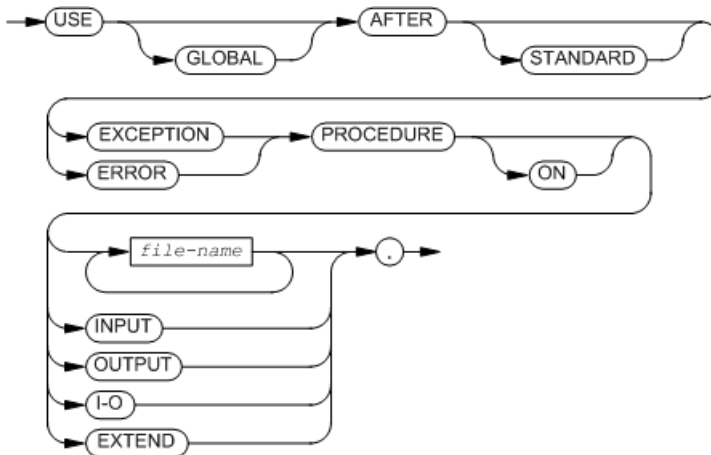 USE AFTER
GLOBAL STANDARD
EXCEPTION PROCEDURE
ERROR ON
file-name .
INPUT
OUTPUT
I-O
EXTEND